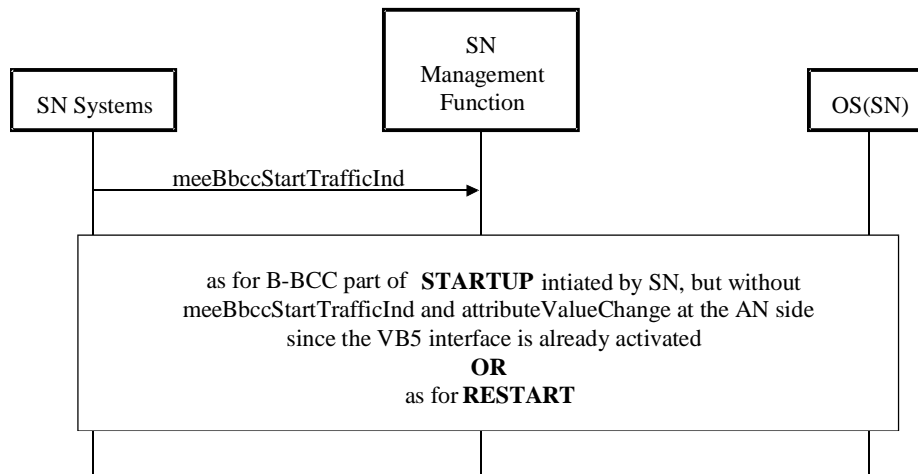 SN
Management
Function
SN Systems
OS(SN)
meeBbccStartTrafficInd
as for B-BCC part of STARTUP intiated by SN, but without
meeBbccStartTrafficInd and attributeValueChange at the AN side
since the VB5 interface is already activated
OR
as for RESTART